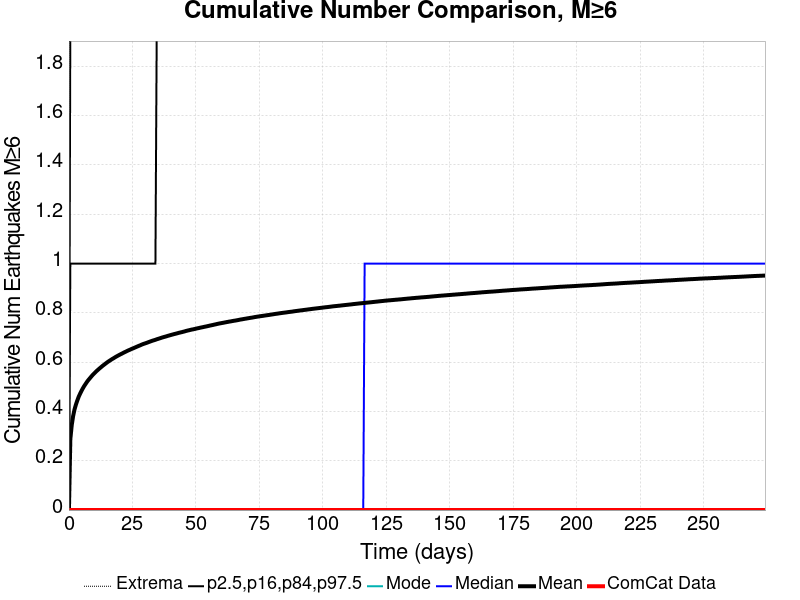 Cumulative Number Comparison, M≥6
Cumulative Num Earthquakes M≥6
1.8
1.6
1.4
1.2
1
0.8
0.6
0.4
0.2
0
0 25 50 75 100 125 150 175 200 225 250
Time (days)
Extrema p2.5,p16,p84,p97.5 Mode Median Mean ComCat Data